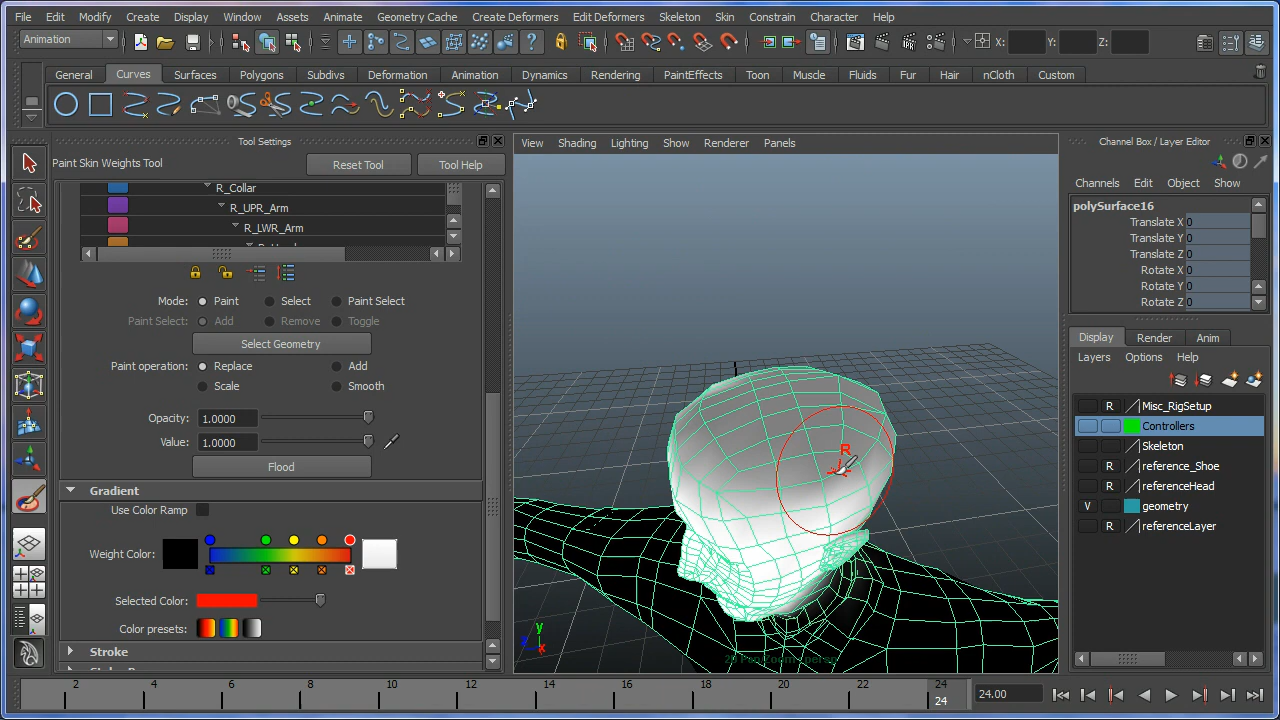 File Edit Modify Create Display Window Assets Animate Geometry Cache Create Deformers Edit Deformers Skeleton Skin Constrain Character Help
Animation X: Y: Z:
General Curves Surfaces Polygons Subdivs Deformation Animation Dynamics Rendering PaintEffects Toon Muscle Fluids Fur Hair nCloth Custom
Tool Settings
Paint Skin Weights Tool Reset Tool Tool Help
R_Collar
R_UPR_Arm
R_LWR_Arm
Mode: Paint Select Paint Select
Paint Select: Add Remove Toggle
Select Geometry
Paint operation: Replace Add
Scale Smooth
Opacity: 1.0000
Value: 1.0000
Flood
Gradient
Use Color Ramp
Weight Color:
Selected Color:
Color presets:
Stroke
View Shading Lighting Show Renderer Panels
R
y
z
x
Channel Box / Layer Editor
Channels Edit Object Show
polySurface16
Translate X 0
Translate Y 0
Translate Z 0
Rotate X 0
Rotate Y 0
Rotate Z 0
Display Render Anim
Layers Options Help
R Misc_RigSetup
Controllers
Skeleton
R reference_Shoe
R referenceHead
V geometry
R referenceLayer
2 4 6 8 10 12 14 16 18 20 22 24
24
24.00